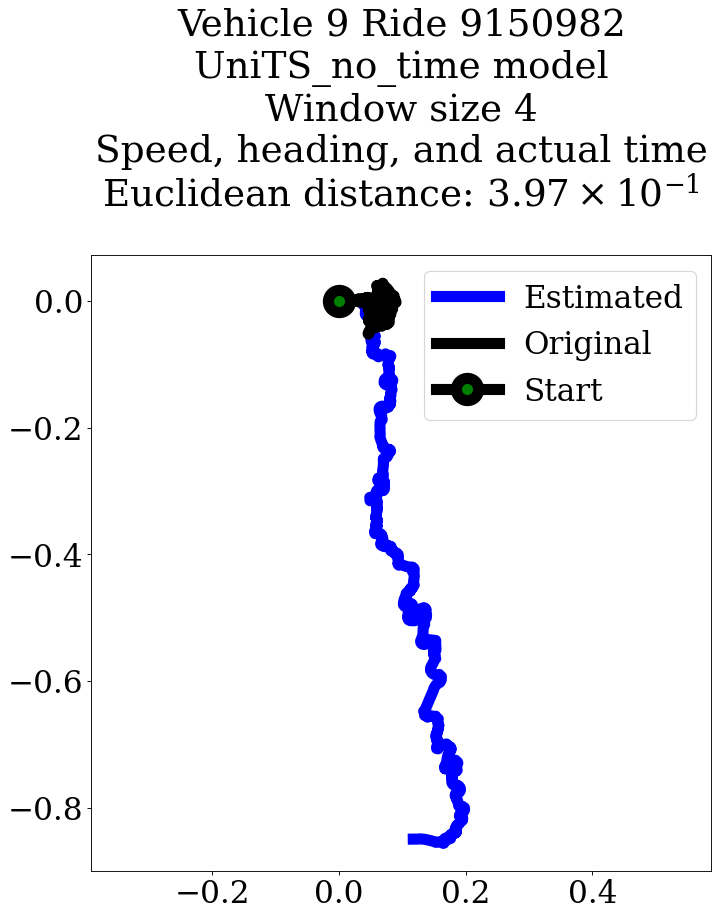 Vehicle 9 Ride 9150982
UniTS_no_time model
Window size 4
Speed, heading, and actual time
Euclidean distance: 3.97 × 10⁻¹
Estimated
Original
Start
0.0
−0.2
−0.4
−0.6
−0.8
−0.2
0.0
0.2
0.4